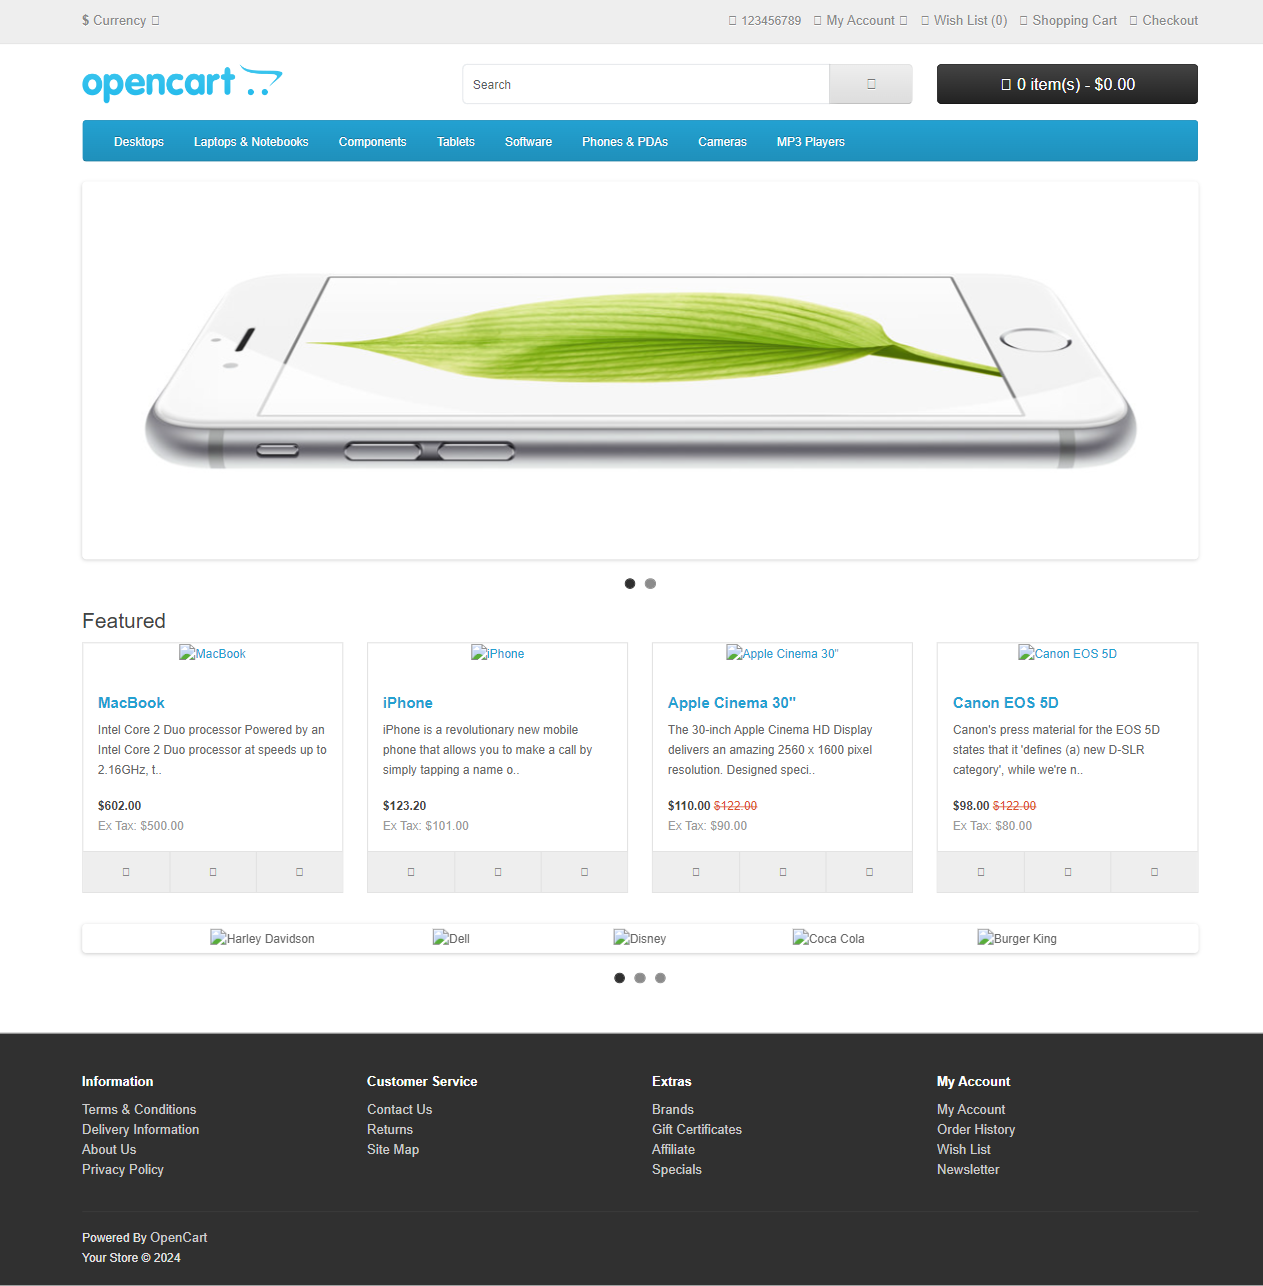 $ Currency
123456789 My Account Wish List (0) Shopping Cart Checkout
opencart
Search
0 item(s) - $0.00
Desktops Laptops & Notebooks Components Tablets Software Phones & PDAs Cameras MP3 Players
Featured
MacBook
MacBook
Intel Core 2 Duo processor Powered by an
Intel Core 2 Duo processor at speeds up to
2.16GHz, t..
$602.00
Ex Tax: $500.00
iPhone
iPhone
iPhone is a revolutionary new mobile
phone that allows you to make a call by
simply tapping a name o..
$123.20
Ex Tax: $101.00
Apple Cinema 30"
Apple Cinema 30"
The 30-inch Apple Cinema HD Display
delivers an amazing 2560 x 1600 pixel
resolution. Designed speci..
$110.00 $122.00
Ex Tax: $90.00
Canon EOS 5D
Canon EOS 5D
Canon's press material for the EOS 5D
states that it 'defines (a) new D-SLR
category', while we're n..
$98.00 $122.00
Ex Tax: $80.00
Harley Davidson Dell Disney Coca Cola Burger King
Information
Terms & Conditions
Delivery Information
About Us
Privacy Policy
Customer Service
Contact Us
Returns
Site Map
Extras
Brands
Gift Certificates
Affiliate
Specials
My Account
My Account
Order History
Wish List
Newsletter
Powered By OpenCart
Your Store © 2024